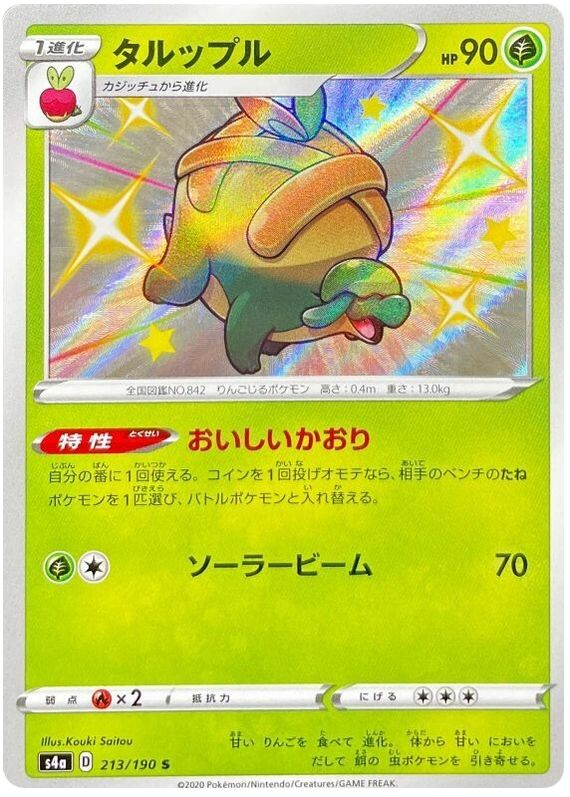 1進化
タルップル
HP 90
カジッチュから進化
全国図鑑NO.842 りんごじるポケモン 高さ：0.4m 重さ：13.0kg
特性 とくせい おいしいかおり
自分の番に1回使える。コインを1回投げオモテなら、相手のベンチのたね
ポケモンを1匹選び、バトルポケモンと入れ替える。
ソーラービーム 70
弱点 ×2 抵抗力 にげる
Illus.Kouki Saitou
甘い りんごを 食べて 進化。体から 甘い においを
だして 餌の 虫ポケモンを 引き寄せる。
s4a D 213/190 S
©2020 Pokémon/Nintendo/Creatures/GAME FREAK.